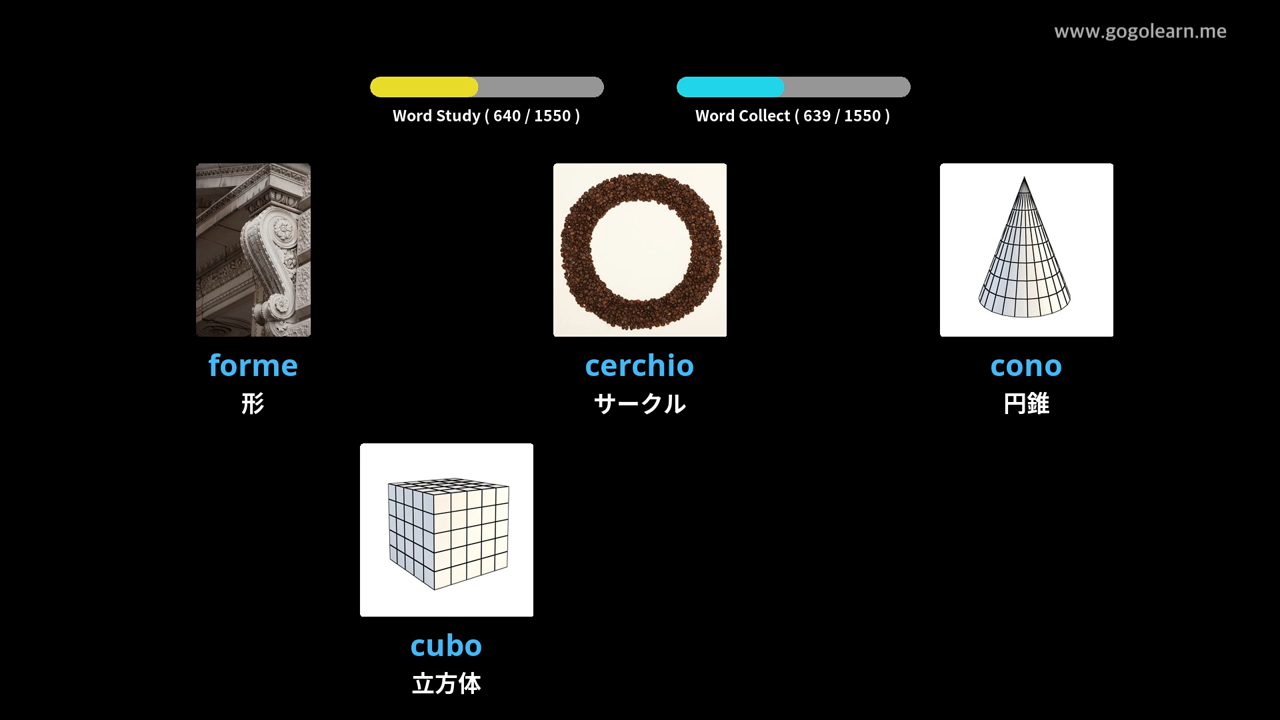 www.gogolearn.me
Word Study ( 640 / 1550 )
Word Collect ( 639 / 1550 )
forme
形
cerchio
サークル
cono
円錐
cubo
立方体